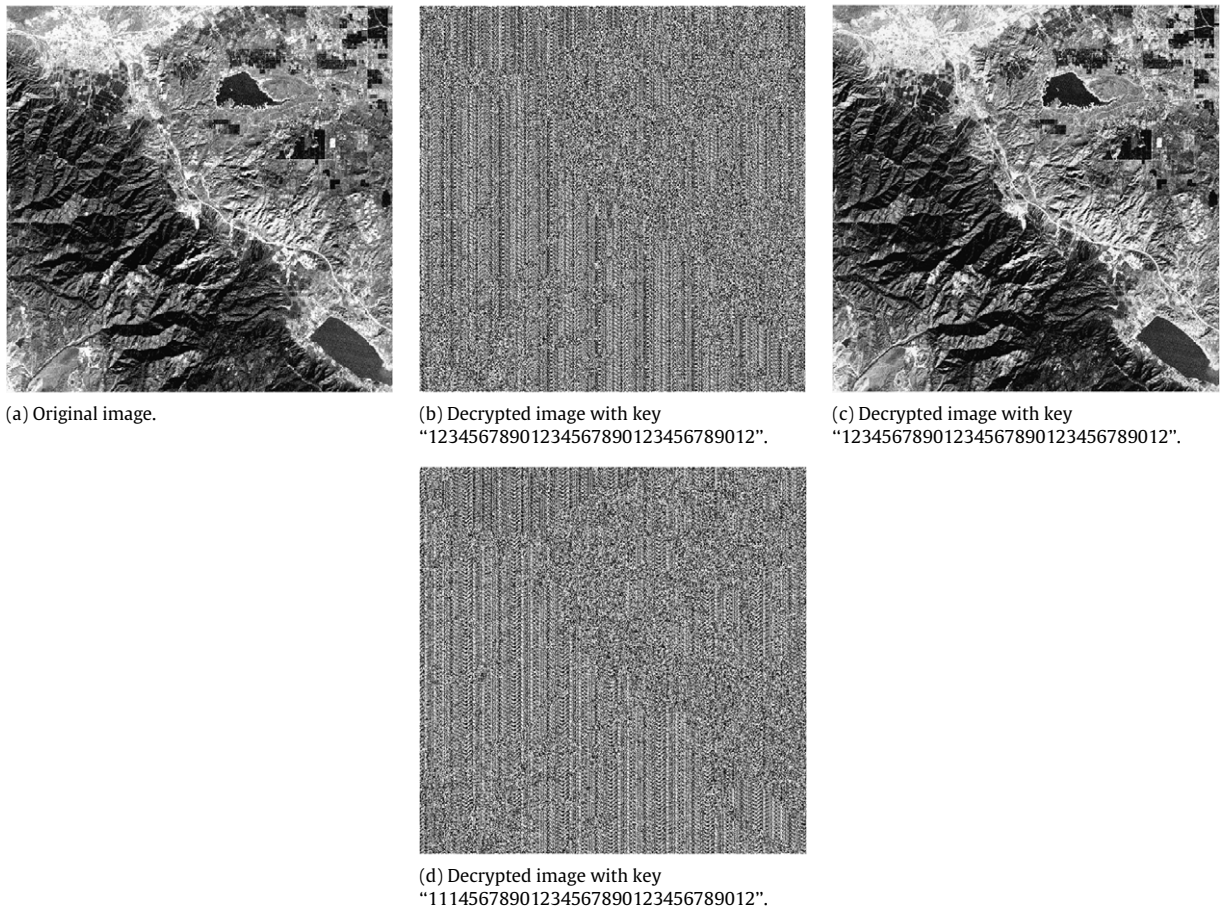 (a) Original image.
(b) Decrypted image with key
“12345678901234567890123456789012”.
(c) Decrypted image with key
“12345678901234567890123456789012”.
(d) Decrypted image with key
“11145678901234567890123456789012”.